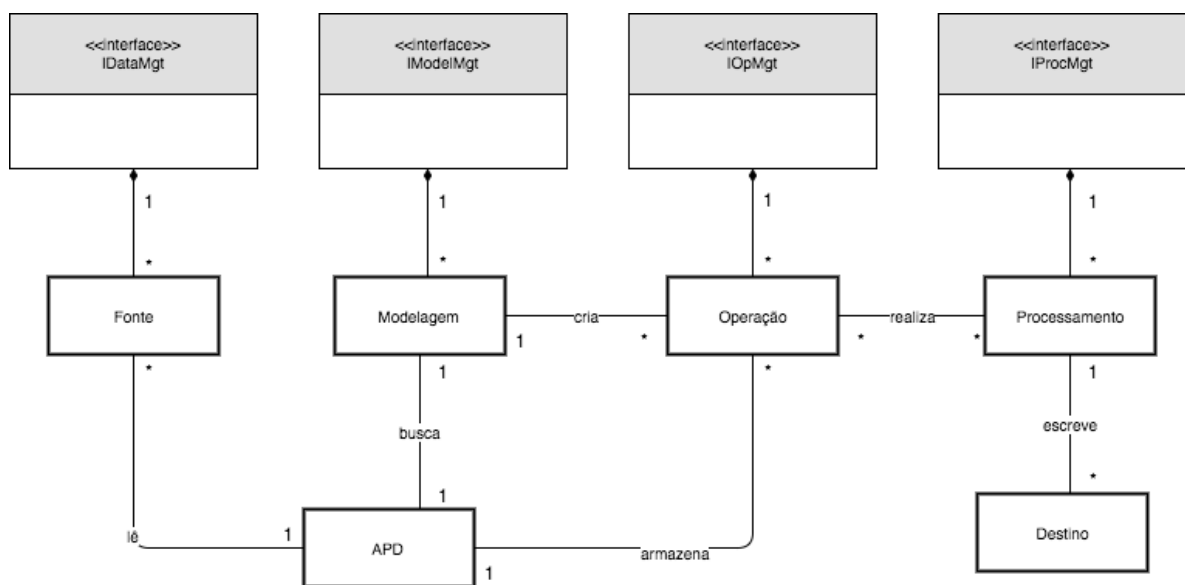 <<interface>>
IDataMgt
<<interface>>
IModelMgt
<<interface>>
IOpMgt
<<interface>>
IProcMgt
1
1
1
1
*
*
*
*
Fonte
Modelagem
cria
Operação
realiza
Processamento
1
*
*
*
*
1
*
1
busca
escreve
1
*
lê
1
APD
1
armazena
Destino